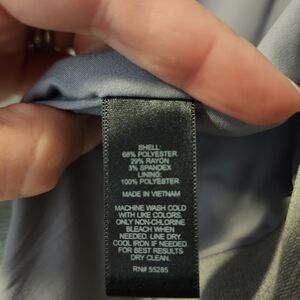 SHELL:
68% POLYESTER
29% RAYON
3% SPANDEX
LINING:
100% POLYESTER
MADE IN VIETNAM
MACHINE WASH COLD
WITH LIKE COLORS.
ONLY NON-CHLORINE
BLEACH WHEN
NEEDED. LINE DRY.
COOL IRON IF NEEDED.
FOR BEST RESULTS
DRY CLEAN.
RN# 55285